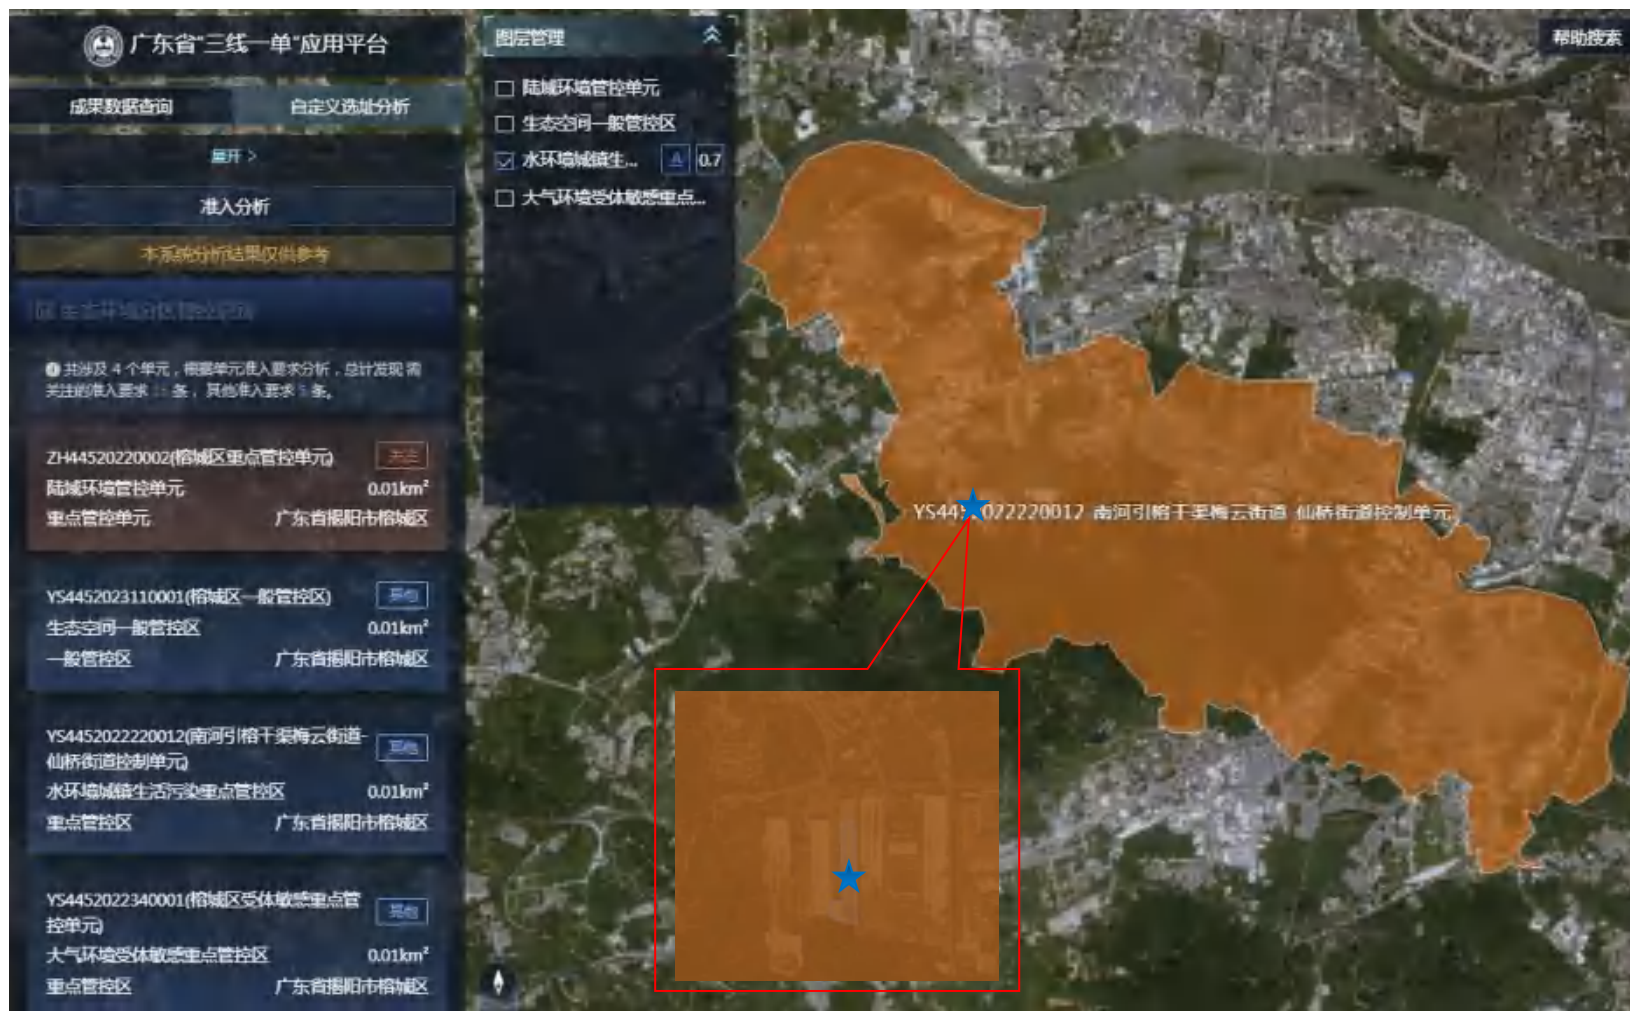 广东省"三线一单"应用平台
成果数据查询
自定义选址分析
展开 >
准入分析
本系统分析结果仅供参考
共涉及 4 个单元，根据单元准入要求分析，总计发现需
关注的准入要求 条，其他准入要求 条。
ZH44520220002(榕城区重点管控单元)
关注
陆域环境管控单元
0.01km²
重点管控单元
广东省揭阳市榕城区
YS4452023110001(榕城区一般管控区)
其他
生态空间一般管控区
0.01km²
一般管控区
广东省揭阳市榕城区
YS4452022220012(南河引榕干渠梅云街道-
仙桥街道控制单元)
其他
水环境城镇生活污染重点管控区
0.01km²
重点管控区
广东省揭阳市榕城区
YS4452022340001(榕城区受体敏感重点管
控单元)
其他
大气环境受体敏感重点管控区
0.01km²
重点管控区
广东省揭阳市榕城区
图层管理
陆域环境管控单元
生态空间一般管控区
水环境城镇生... 0.7
大气环境受体敏感重点...
帮助搜索
YS445 022220012 南河引榕干渠梅云街道 仙桥街道控制单元